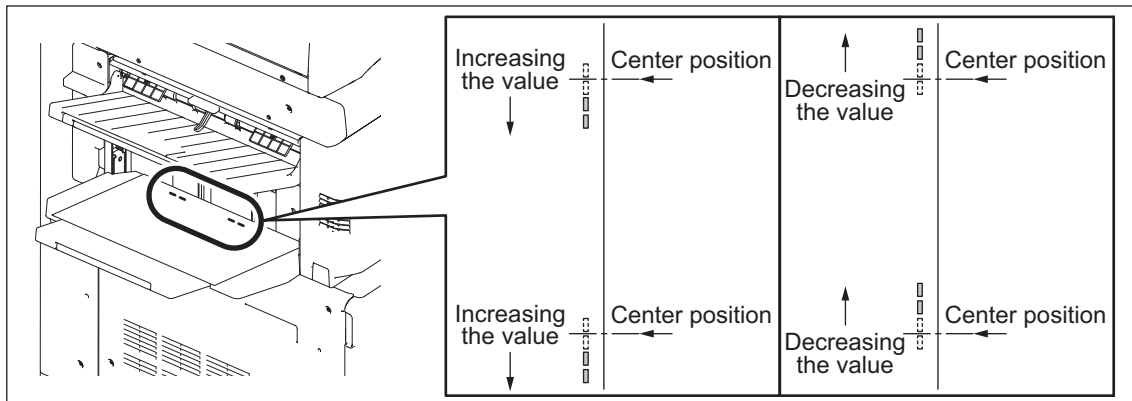 Increasing
the value
Center position
Increasing
the value
Center position
Decreasing
the value
Center position
Decreasing
the value
Center position